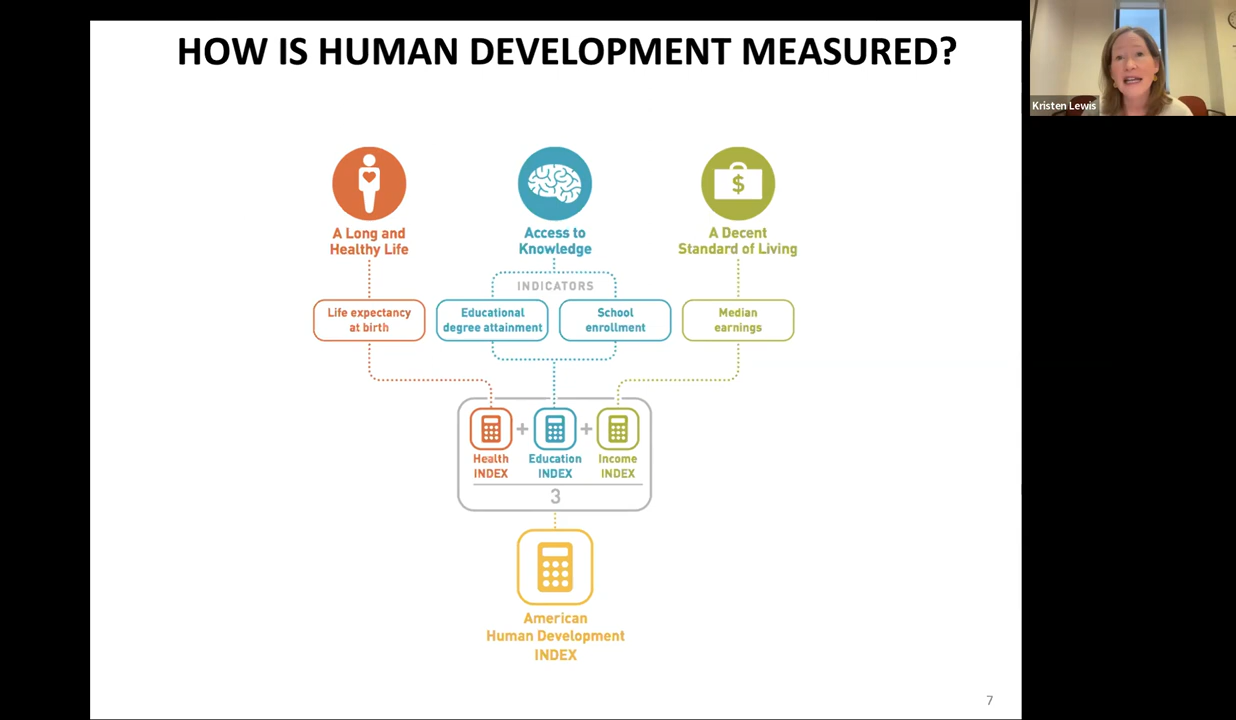 HOW IS HUMAN DEVELOPMENT MEASURED?
Kristen Lewis
A Long and
Healthy Life
Access to
Knowledge
$
A Decent
Standard of Living
INDICATORS
Life expectancy
at birth
Educational
degree attainment
School
enrollment
Median
earnings
Health
INDEX
+
Education
INDEX
+
Income
INDEX
3
American
Human Development
INDEX
7